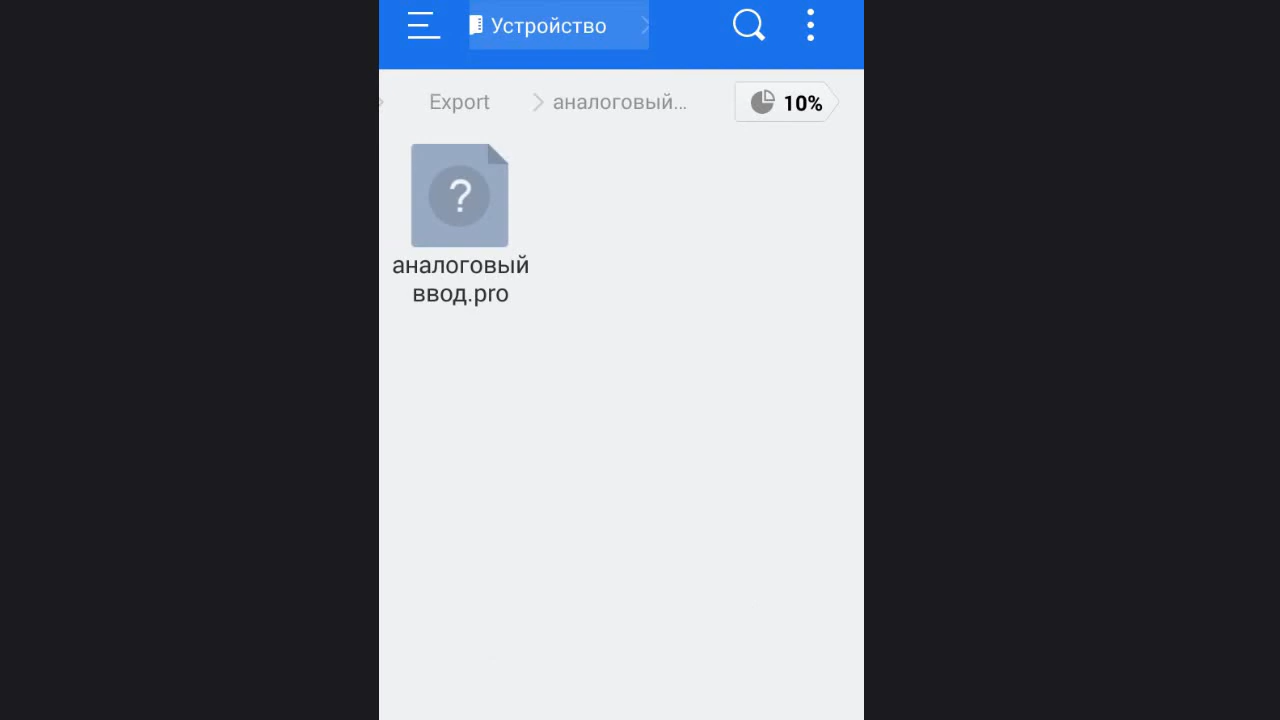 Устройство
Export
аналоговый...
10%
?
аналоговый
ввод.pro